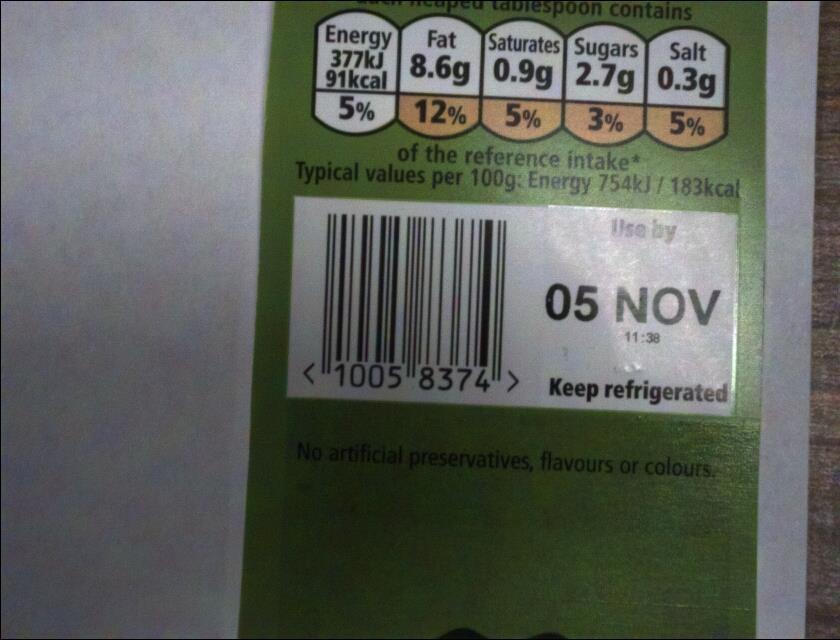 Each heaped tablespoon contains
Energy
377kJ
91kcal
5%
Fat
8.6g
12%
Saturates
0.9g
5%
Sugars
2.7g
3%
Salt
0.3g
5%
of the reference intake*
Typical values per 100g: Energy 754kJ / 183kcal
Use by
05 NOV
11:38
Keep refrigerated
< 1005 8374 >
No artificial preservatives, flavours or colours.